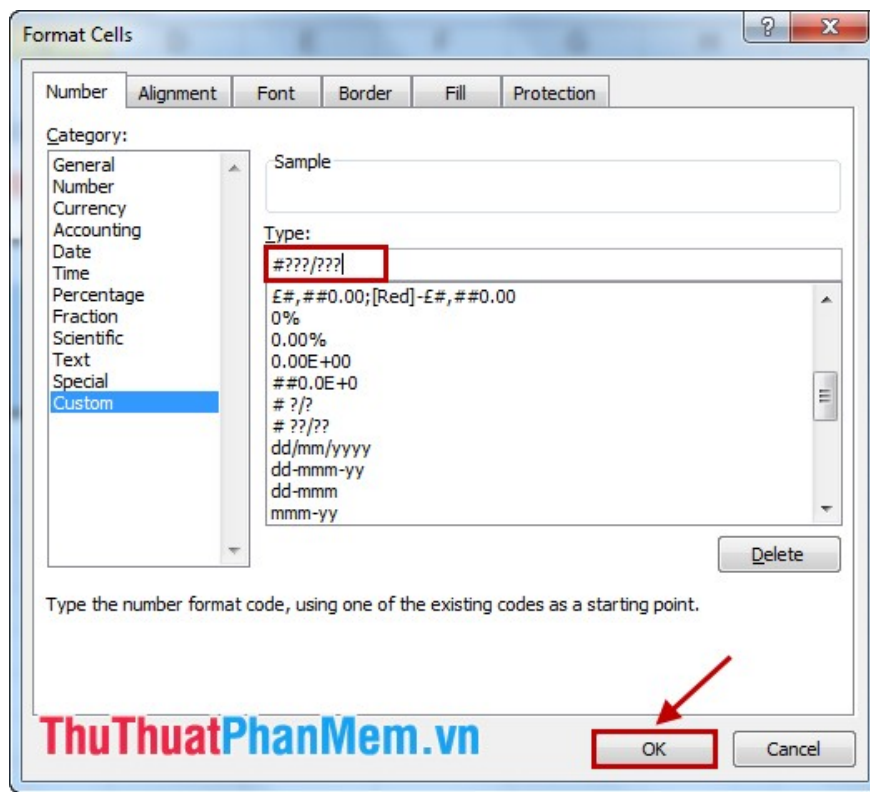 Format Cells
Number Alignment Font Border Fill Protection
Category:
General
Number
Currency
Accounting
Date
Time
Percentage
Fraction
Scientific
Text
Special
Custom
Sample
Type:
#???/???
£#,##0.00;[Red]-£#,##0.00
0%
0.00%
0.00E+00
##0.0E+0
# ?/?
# ??/??
dd/mm/yyyy
dd-mmm-yy
dd-mmm
mmm-yy
Delete
Type the number format code, using one of the existing codes as a starting point.
ThuThuatPhanMem.vn
OK Cancel